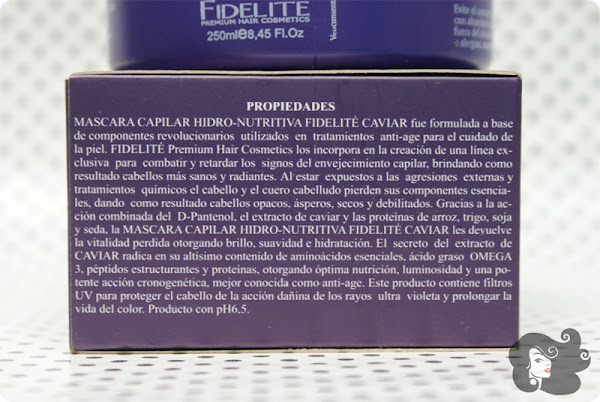 FIDELITÉ
PREMIUM HAIR COSMETICS
250ml℮8,45 Fl.Oz
Evite el
con abund
fuera del
o alergias,
PROPIEDADES
MASCARA CAPILAR HIDRO-NUTRITIVA FIDELITÉ CAVIAR fue formulada a base
de componentes revolucionarios utilizados en tratamientos anti-age para el cuidado de
la piel. FIDELITÉ Premium Hair Cosmetics los incorpora en la creación de una línea ex-
clusiva para combatir y retardar los signos del envejecimiento capilar, brindando como
resultado cabellos más sanos y radiantes. Al estar expuestos a las agresiones externas y
tratamientos químicos el cabello y el cuero cabelludo pierden sus componentes esencia-
les, dando como resultado cabellos opacos, ásperos, secos y debilitados. Gracias a la ac-
ción combinada del D-Pantenol, el extracto de caviar y las proteínas de arroz, trigo, soja
y seda, la MASCARA CAPILAR HIDRO-NUTRITIVA FIDELITÉ CAVIAR les devuelve
la vitalidad perdida otorgando brillo, suavidad e hidratación. El secreto del extracto de
CAVIAR radica en su altísimo contenido de aminoácidos esenciales, ácido graso OMEGA
3, péptidos estructurantes y proteínas, otorgando óptima nutrición, luminosidad y una po-
tente acción cronogenética, mejor conocida como anti-age. Este producto contiene filtros
UV para proteger el cabello de la acción dañina de los rayos ultra violeta y prolongar la
vida del color. Producto con pH6,5.